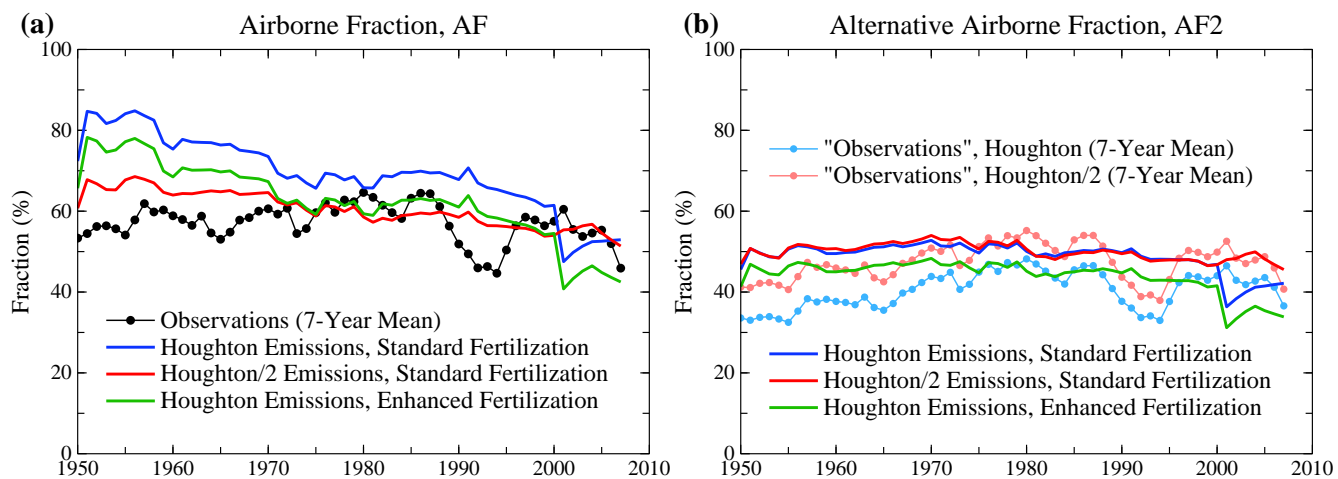 (a)
Airborne Fraction, AF
100
80
60
40
20
0
Fraction (%)
Observations (7-Year Mean)
Houghton Emissions, Standard Fertilization
Houghton/2 Emissions, Standard Fertilization
Houghton Emissions, Enhanced Fertilization
1950 1960 1970 1980 1990 2000 2010
(b)
Alternative Airborne Fraction, AF2
100
80
60
40
20
0
Fraction (%)
"Observations", Houghton (7-Year Mean)
"Observations", Houghton/2 (7-Year Mean)
Houghton Emissions, Standard Fertilization
Houghton/2 Emissions, Standard Fertilization
Houghton Emissions, Enhanced Fertilization
1950 1960 1970 1980 1990 2000 2010